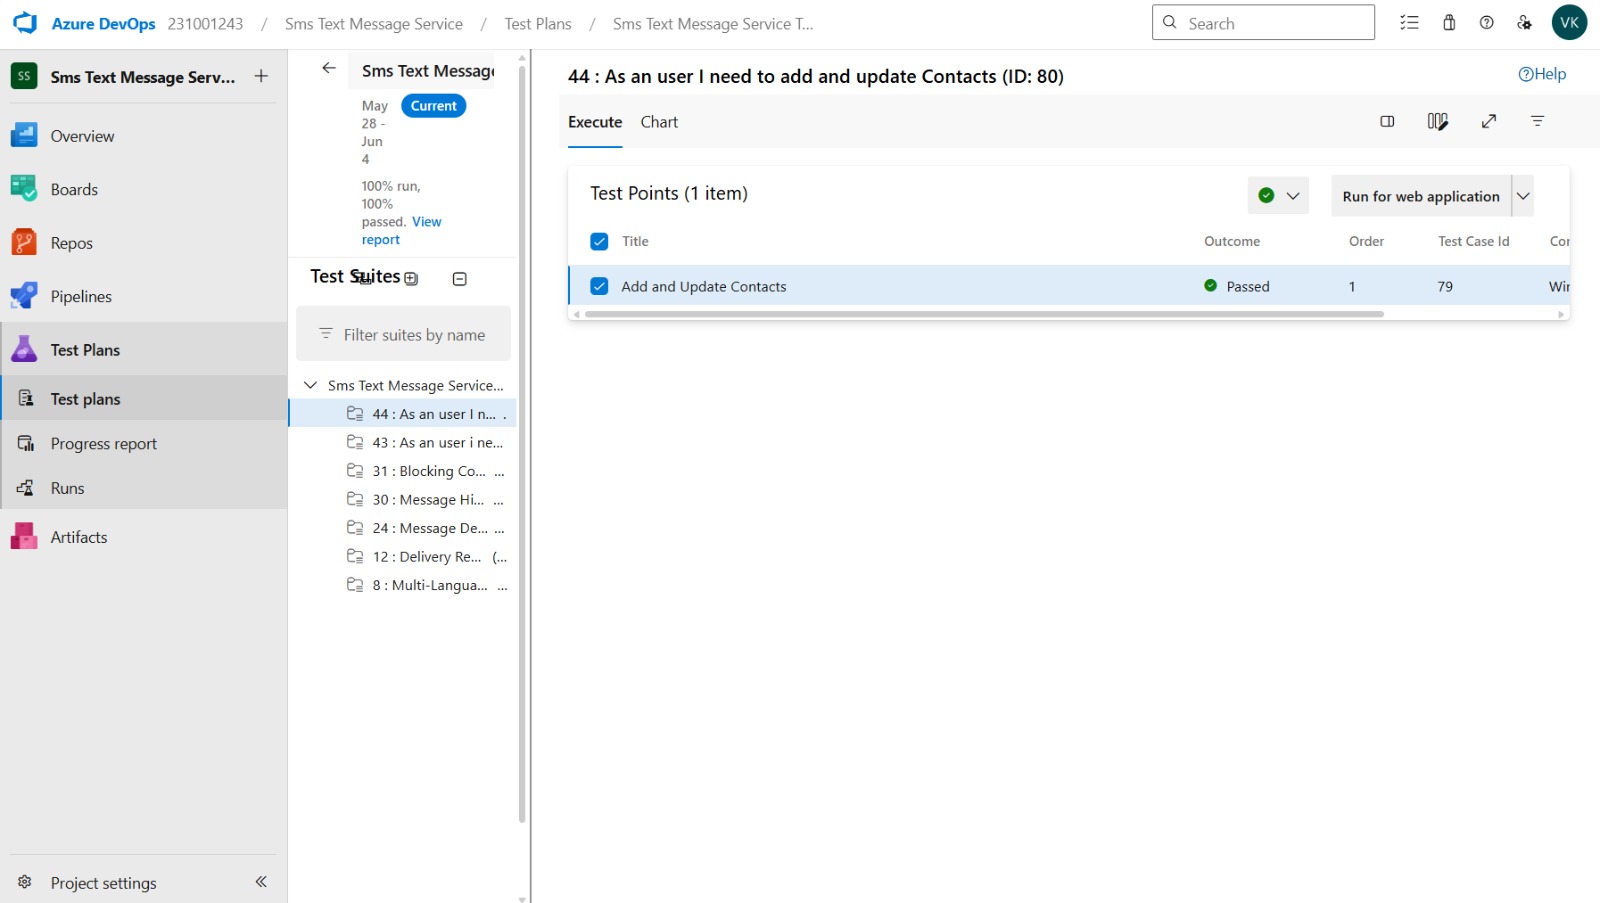 Azure DevOps 231001243 / Sms Text Message Service / Test Plans / Sms Text Message Service T...
Search
VK
SS Sms Text Message Serv... +
Overview
Boards
Repos
Pipelines
Test Plans
Test plans
Progress report
Runs
Artifacts
Project settings
Sms Text Message
May
28 -
Jun
4
Current
100% run,
100%
passed. View
report
Test Suites
Filter suites by name
Sms Text Message Service...
44 : As an user I n... .
43 : As an user i ne...
31 : Blocking Co... ...
30 : Message Hi... ...
24 : Message De... ...
12 : Delivery Re... (...
8 : Multi-Langua... ...
44 : As an user I need to add and update Contacts (ID: 80)
Help
Execute Chart
Test Points (1 item)
Run for web application
Title Outcome Order Test Case Id Cor
Add and Update Contacts Passed 1 79 Wir